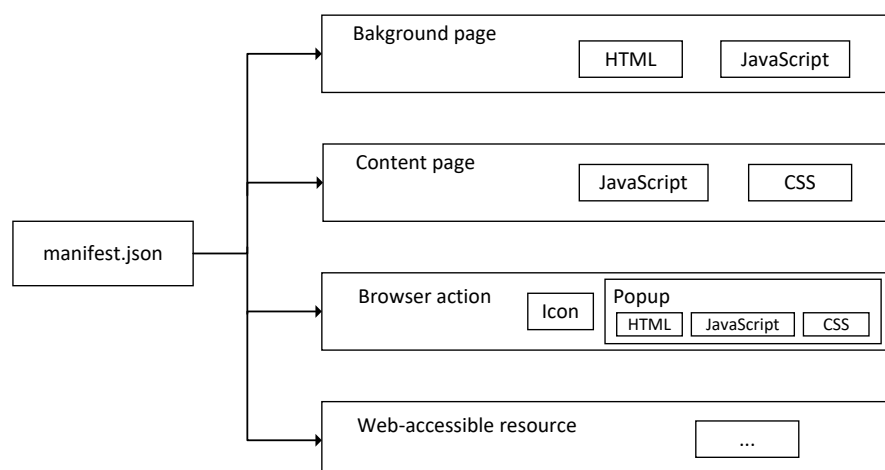 Bakground page
HTML
JavaScript
Content page
JavaScript
CSS
manifest.json
Browser action
Icon
Popup
HTML
JavaScript
CSS
Web-accessible resource
...